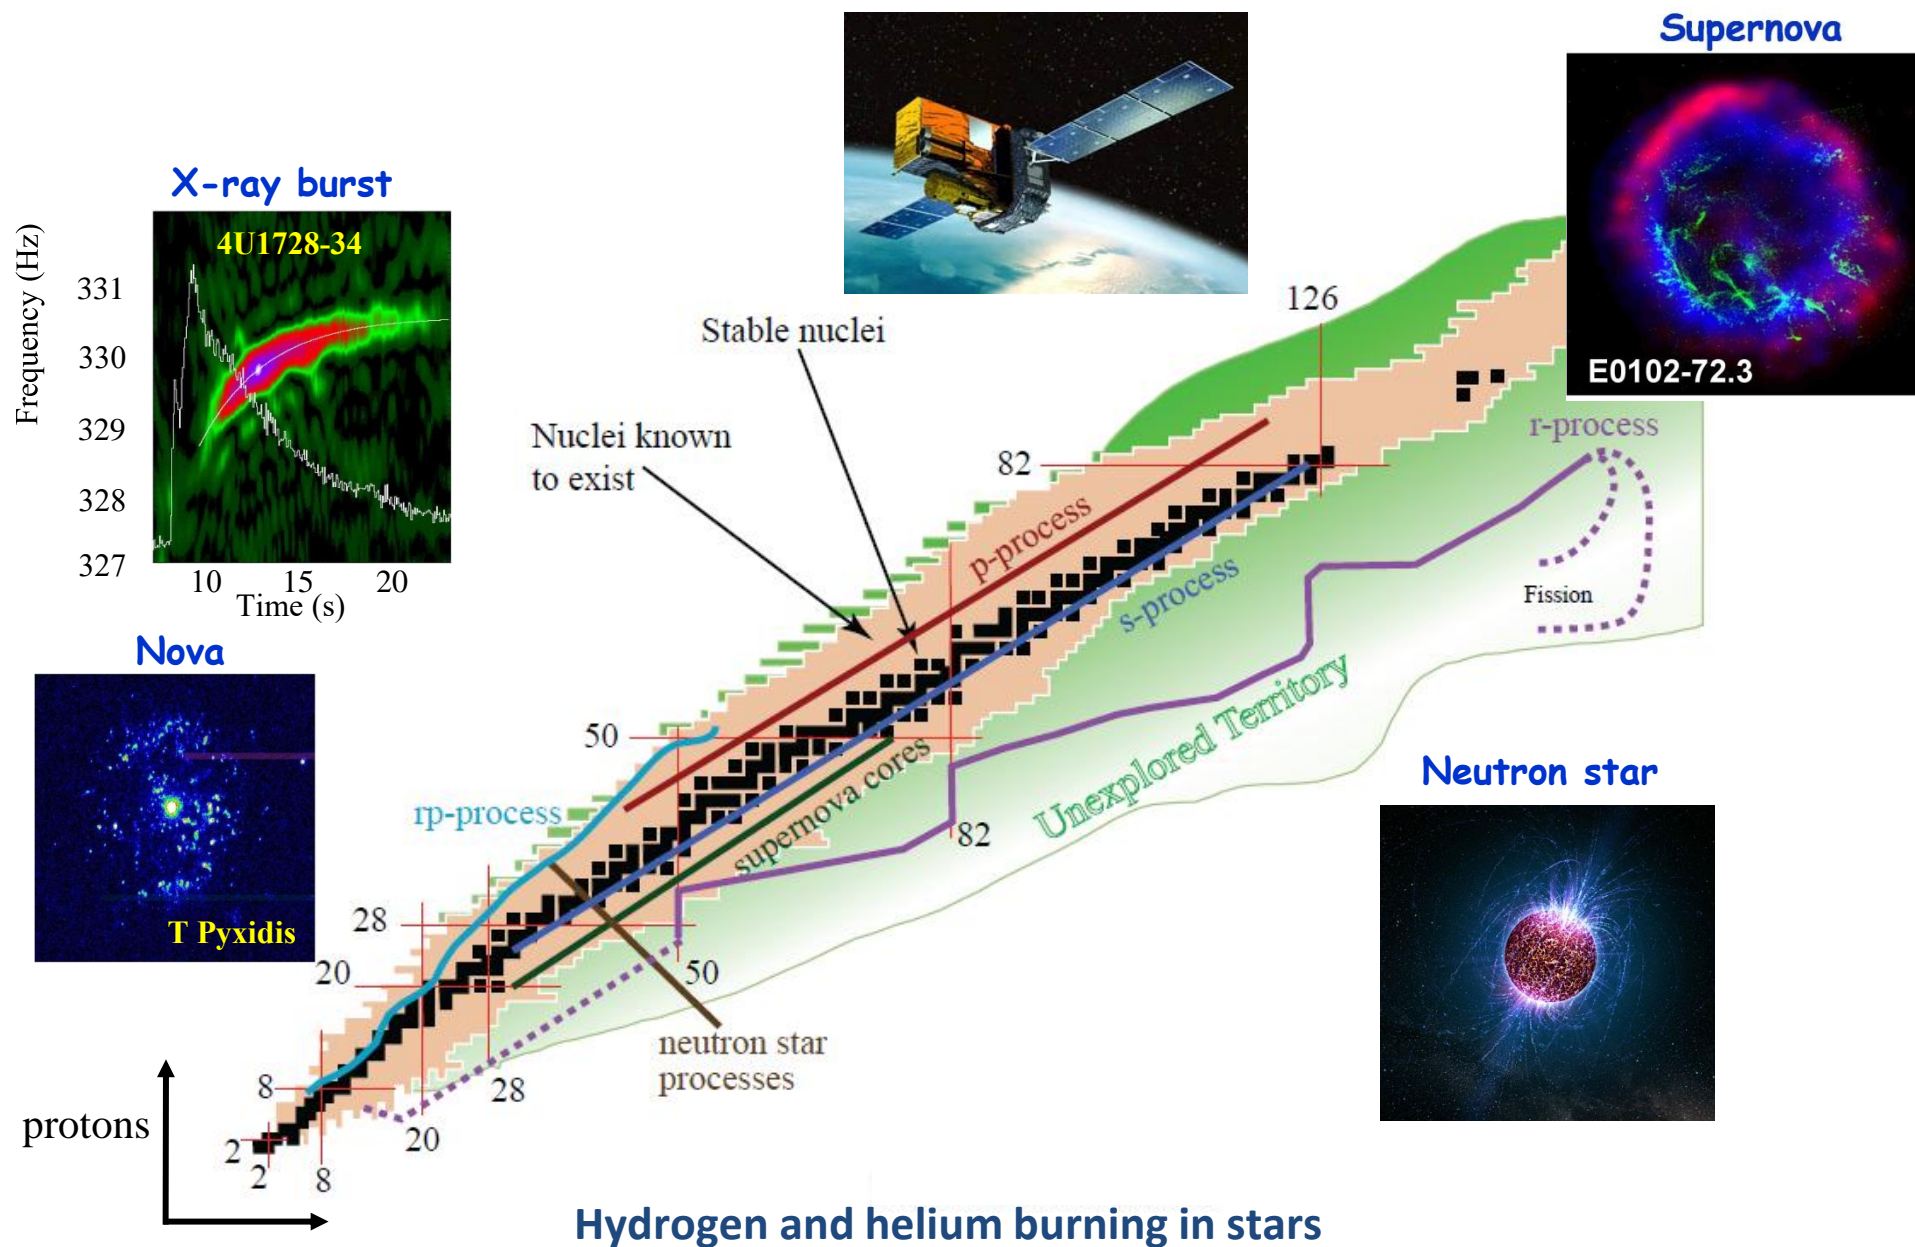 Supernova
E0102-72.3
X-ray burst
4U1728-34
Frequency (Hz)
331
330
329
328
327
10
15
20
Time (s)
Stable nuclei
126
Nuclei known
to exist
82
r-process
p-process
s-process
Fission
Nova
T Pyxidis
50
rp-process
supernova cores
82
Unexplored Territory
Neutron star
28
20
50
neutron star
processes
28
8
20
protons
2
2
8
Hydrogen and helium burning in stars